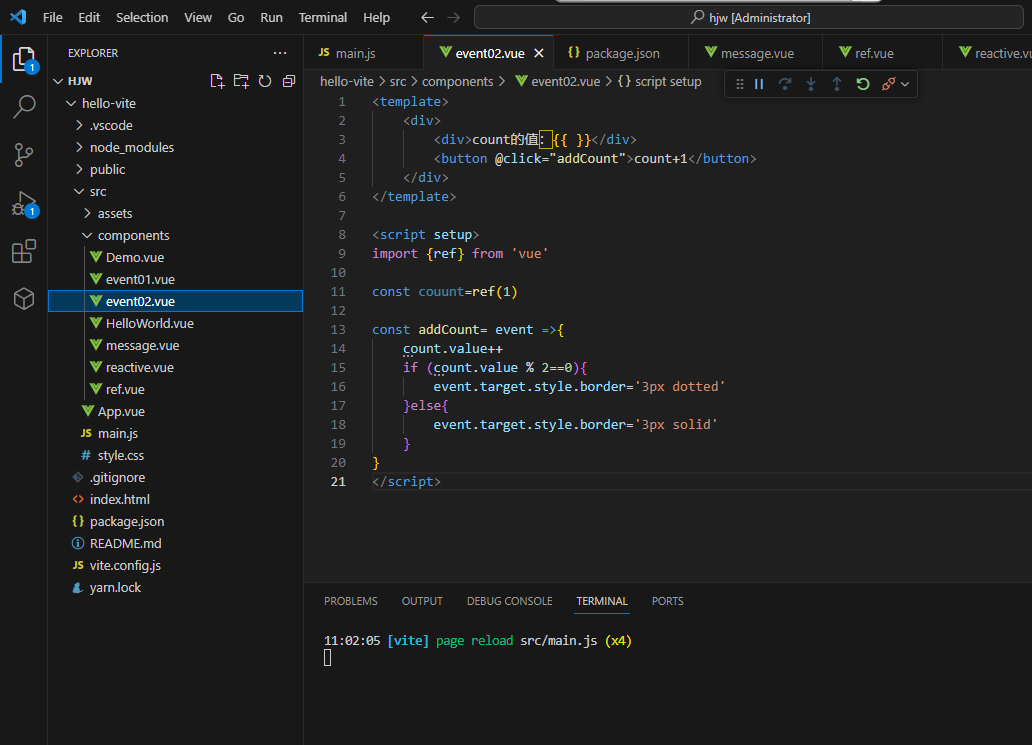 File Edit Selection View Go Run Terminal Help
hjw [Administrator]
EXPLORER
HJW
hello-vite
.vscode
node_modules
public
src
assets
components
Demo.vue
event01.vue
event02.vue
HelloWorld.vue
message.vue
reactive.vue
ref.vue
App.vue
JS main.js
# style.css
.gitignore
<> index.html
{} package.json
README.md
JS vite.config.js
yarn.lock
1
1
JS main.js
event02.vue
{} package.json
message.vue
ref.vue
reactive.vu
hello-vite > src > components > event02.vue > {} script setup
1 <template>
2 <div>
3 <div>count的值：{{ }}</div>
4 <button @click="addCount">count+1</button>
5 </div>
6 </template>
7
8 <script setup>
9 import {ref} from 'vue'
10
11 const couunt=ref(1)
12
13 const addCount= event =>{
14 count.value++
15 if (count.value % 2==0){
16 event.target.style.border='3px dotted'
17 }else{
18 event.target.style.border='3px solid'
19 }
20 }
21 </script>
PROBLEMS OUTPUT DEBUG CONSOLE TERMINAL PORTS
11:02:05 [vite] page reload src/main.js (x4)